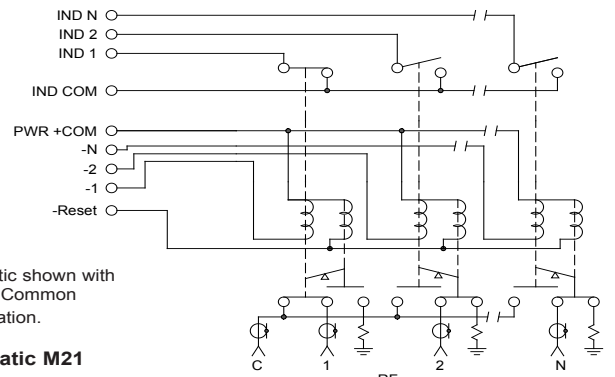 IND N
IND 2
IND 1
IND COM
PWR +COM
-N
-2
-1
-Reset
tic shown with
Common
ation.
atic M21
C 1 2 N